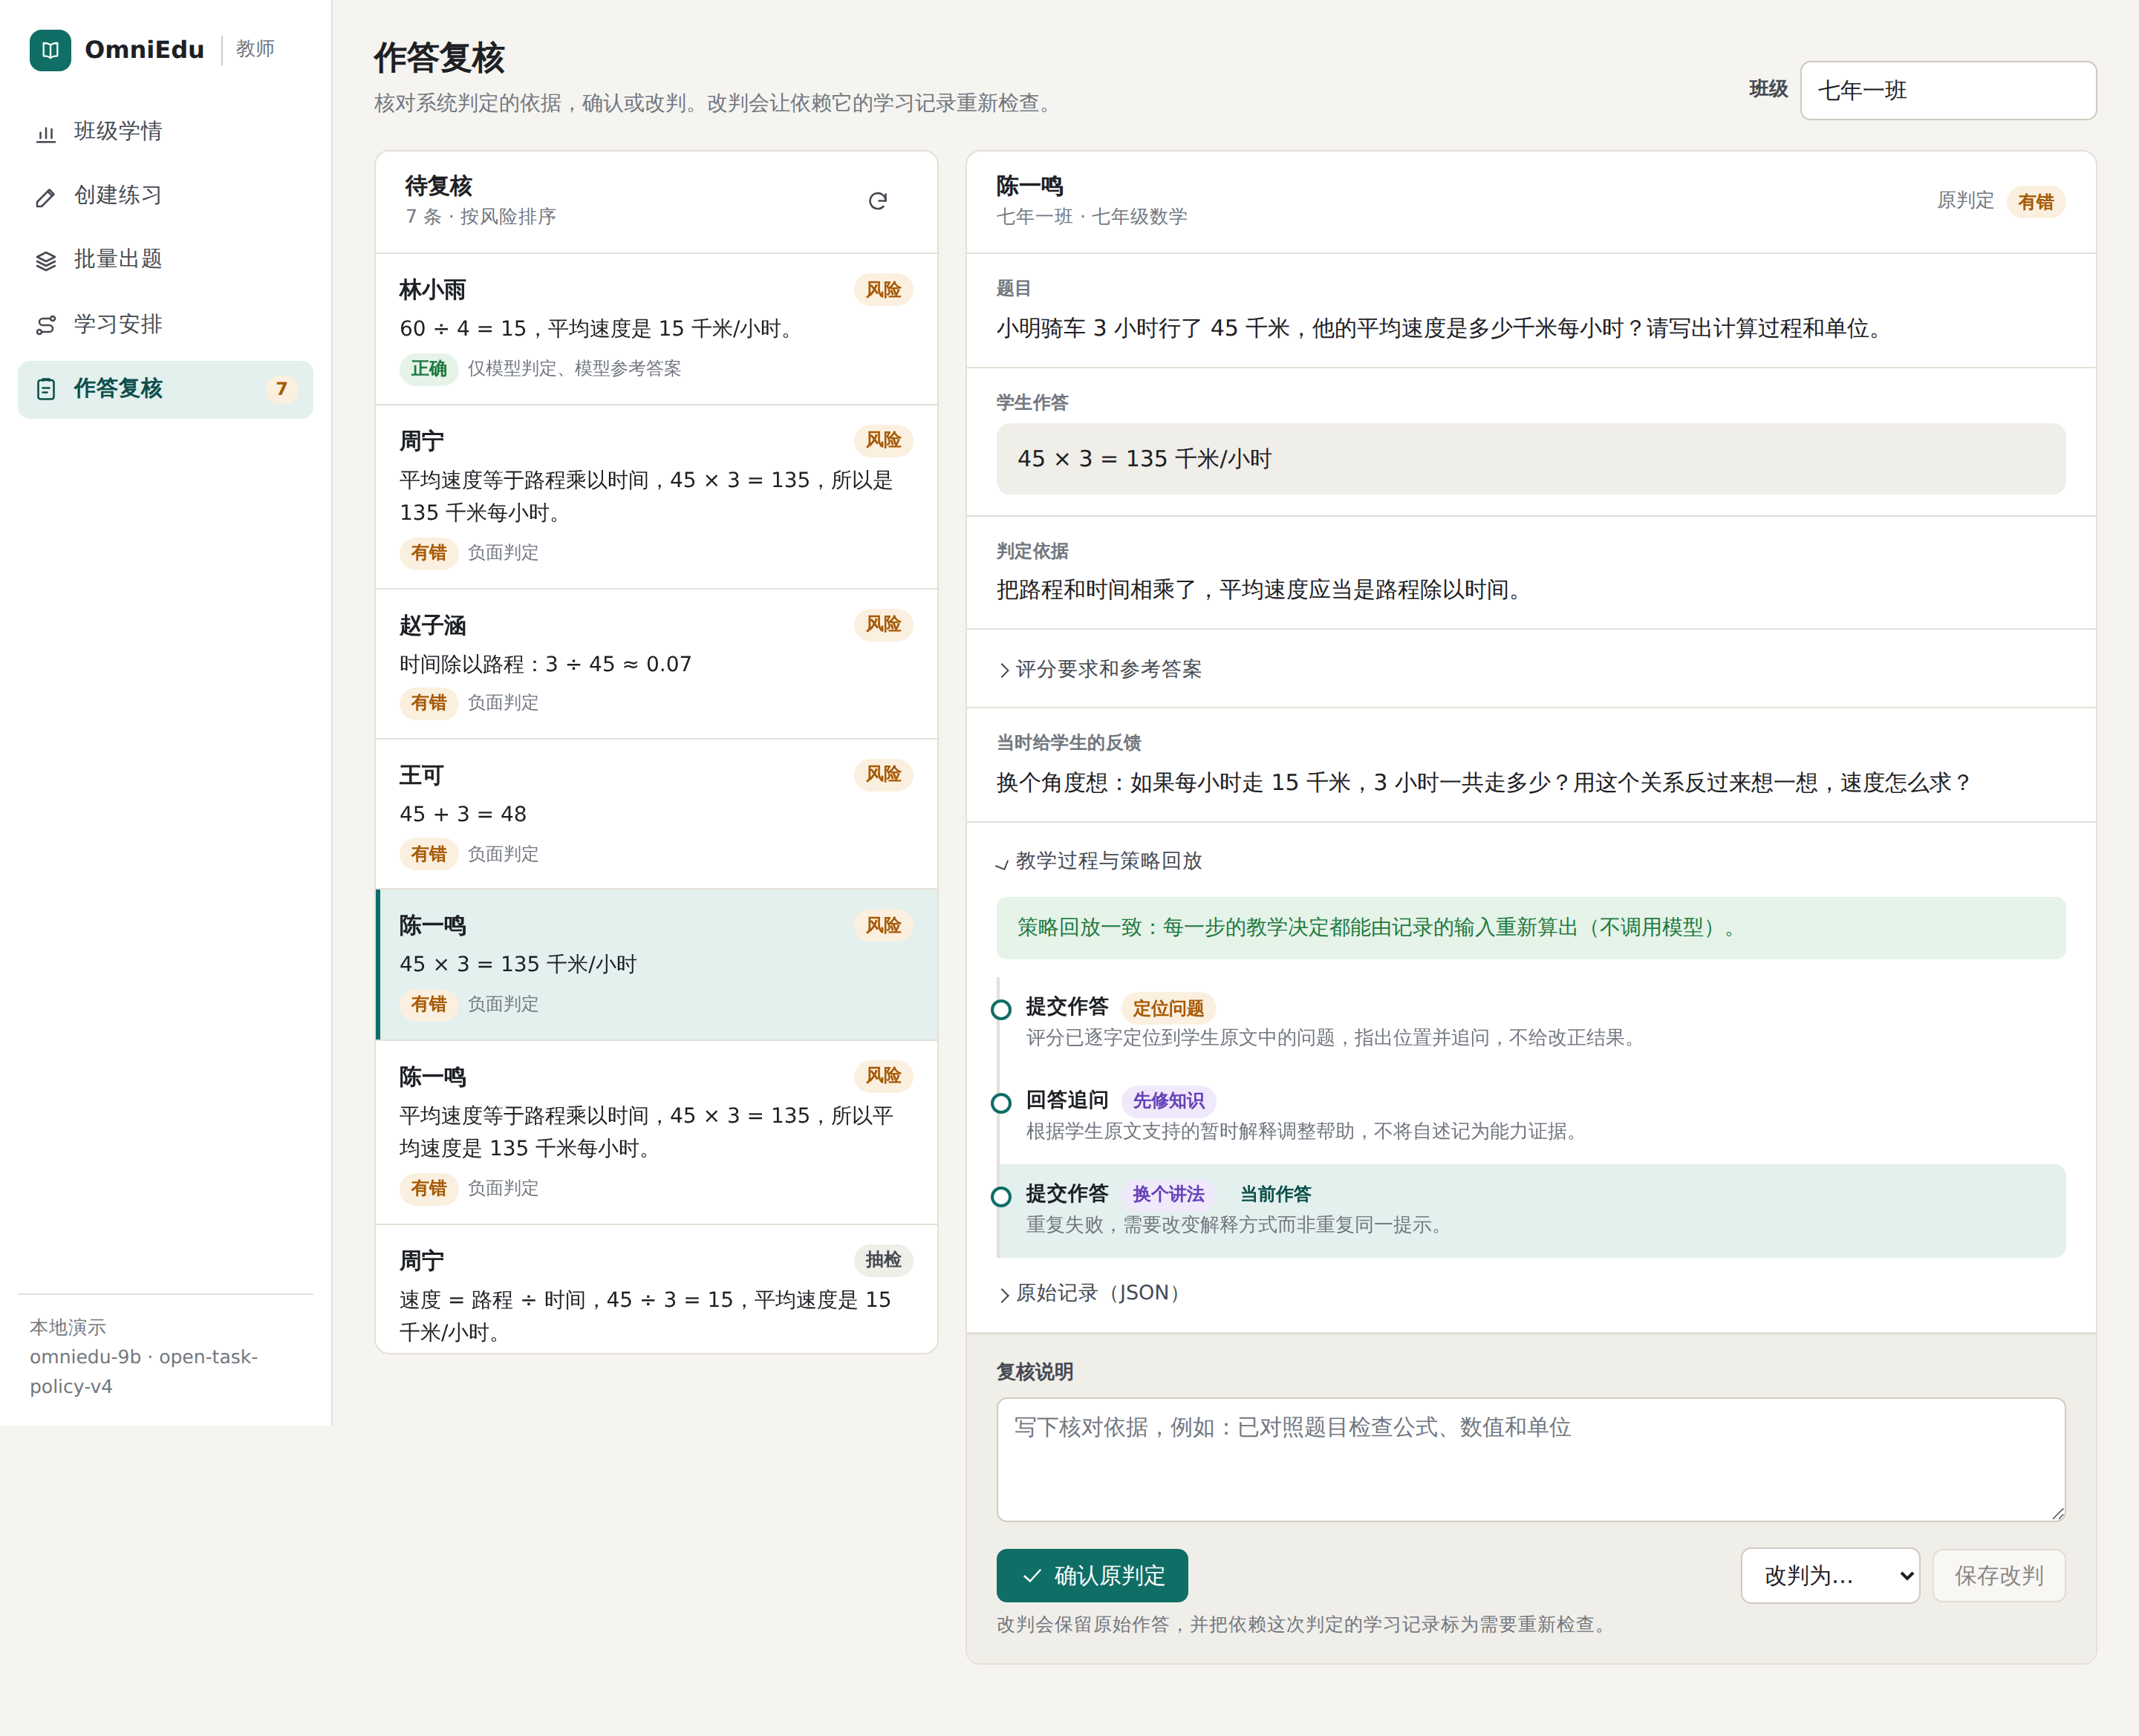 OmniEdu 教师
班级学情
创建练习
批量出题
学习安排
作答复核 7
本地演示
omniedu-9b · open-task-
policy-v4
作答复核
核对系统判定的依据，确认或改判。改判会让依赖它的学习记录重新检查。
班级 七年一班
待复核
7 条 · 按风险排序
林小雨 风险
60 ÷ 4 = 15，平均速度是 15 千米/小时。
正确 仅模型判定、模型参考答案
周宁 风险
平均速度等于路程乘以时间，45 × 3 = 135，所以是
135 千米每小时。
有错 负面判定
赵子涵 风险
时间除以路程：3 ÷ 45 ≈ 0.07
有错 负面判定
王可 风险
45 + 3 = 48
有错 负面判定
陈一鸣 风险
45 × 3 = 135 千米/小时
有错 负面判定
陈一鸣 风险
平均速度等于路程乘以时间，45 × 3 = 135，所以平
均速度是 135 千米每小时。
有错 负面判定
周宁 抽检
速度 = 路程 ÷ 时间，45 ÷ 3 = 15，平均速度是 15
千米/小时。
陈一鸣
七年一班 · 七年级数学
原判定 有错
题目
小明骑车 3 小时行了 45 千米，他的平均速度是多少千米每小时？请写出计算过程和单位。
学生作答
45 × 3 = 135 千米/小时
判定依据
把路程和时间相乘了，平均速度应当是路程除以时间。
评分要求和参考答案
当时给学生的反馈
换个角度想：如果每小时走 15 千米，3 小时一共走多少？用这个关系反过来想一想，速度怎么求？
教学过程与策略回放
策略回放一致：每一步的教学决定都能由记录的输入重新算出（不调用模型）。
提交作答 定位问题
评分已逐字定位到学生原文中的问题，指出位置并追问，不给改正结果。
回答追问 先修知识
根据学生原文支持的暂时解释调整帮助，不将自述记为能力证据。
提交作答 换个讲法 当前作答
重复失败，需要改变解释方式而非重复同一提示。
原始记录（JSON）
复核说明
写下核对依据，例如：已对照题目检查公式、数值和单位
确认原判定 改判为… 保存改判
改判会保留原始作答，并把依赖这次判定的学习记录标为需要重新检查。